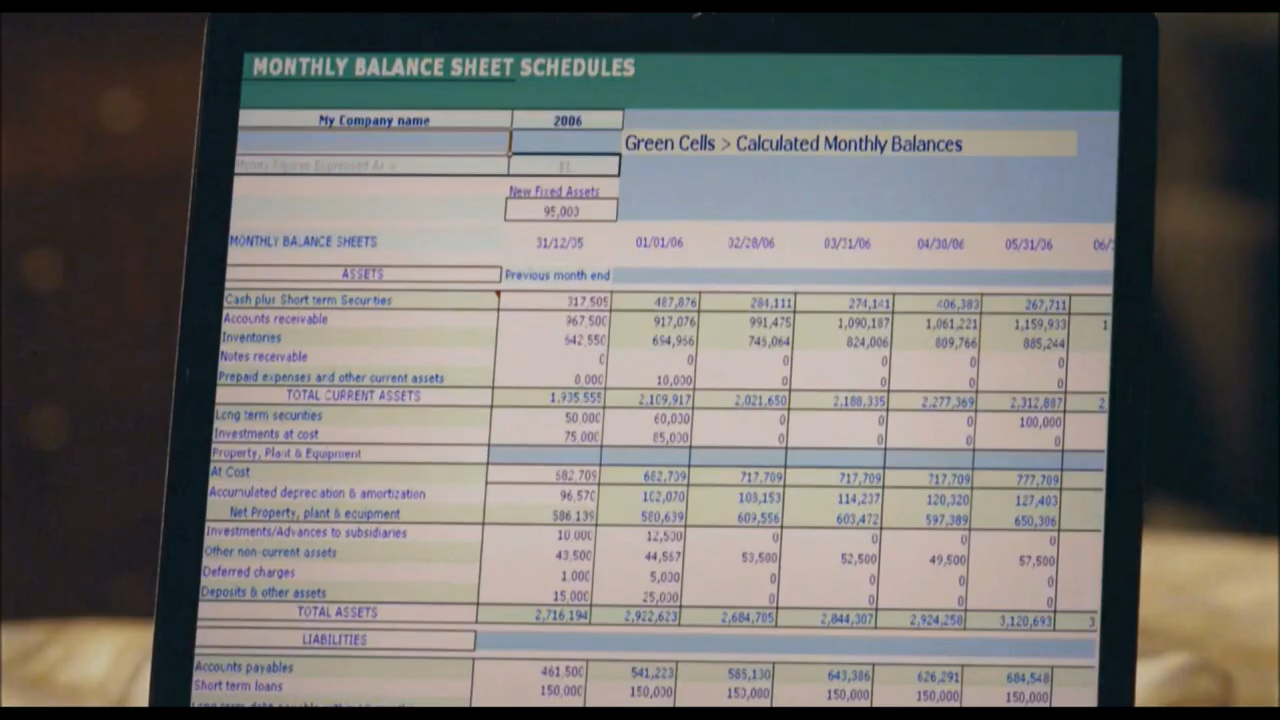 MONTHLY BALANCE SHEET SCHEDULES
My Company name 2006
Green Cells > Calculated Monthly Balances
$1
New Fixed Assets
95,000
MONTHLY BALANCE SHEETS 31/12/05 01/01/06 02/28/06 03/31/06 04/30/06 05/31/06 06/
ASSETS Previous month end
Cash plus Short term Securities 317,505 487,876 284,111 274,141 406,383 267,711
Accounts receivable 967,500 917,076 991,475 1,090,187 1,061,221 1,159,933 1
Inventories 642,550 694,966 745,064 824,006 809,766 885,244
Notes receivable 0 0 0 0 0 0
Prepaid expenses and other current assets 10,000 0 0 0 0
TOTAL CURRENT ASSETS 1,935,555 2,109,917 2,021,650 2,188,335 2,277,369 2,312,887 2
Long term securities 50,000 60,000 0 0 0 100,000
Investments at cost 75,000 85,000 0 0 0 0
Property, Plant & Equipment
At Cost 682,709 682,709 717,709 717,709 717,709 777,709
Accumulated depreciation & amortization 96,570 102,070 108,153 114,237 120,320 127,403
Net Property, plant & equipment 586,139 580,639 609,556 603,472 597,389 650,306
Investments/Advances to subsidiaries 10,000 12,500 0 0 0 0
Other non-current assets 43,500 44,567 53,500 52,500 49,500 57,500
Deferred charges 1,000 5,000 0 0 0 0
Deposits & other assets 15,000 25,000 0 0 0 0
TOTAL ASSETS 2,716,194 2,922,623 2,684,705 2,844,307 2,924,258 3,120,693 3
LIABILITIES
Accounts payables 461,500 541,223 585,130 643,386 626,291 684,548
Short term loans 150,000 150,000 150,000 150,000 150,000 150,000